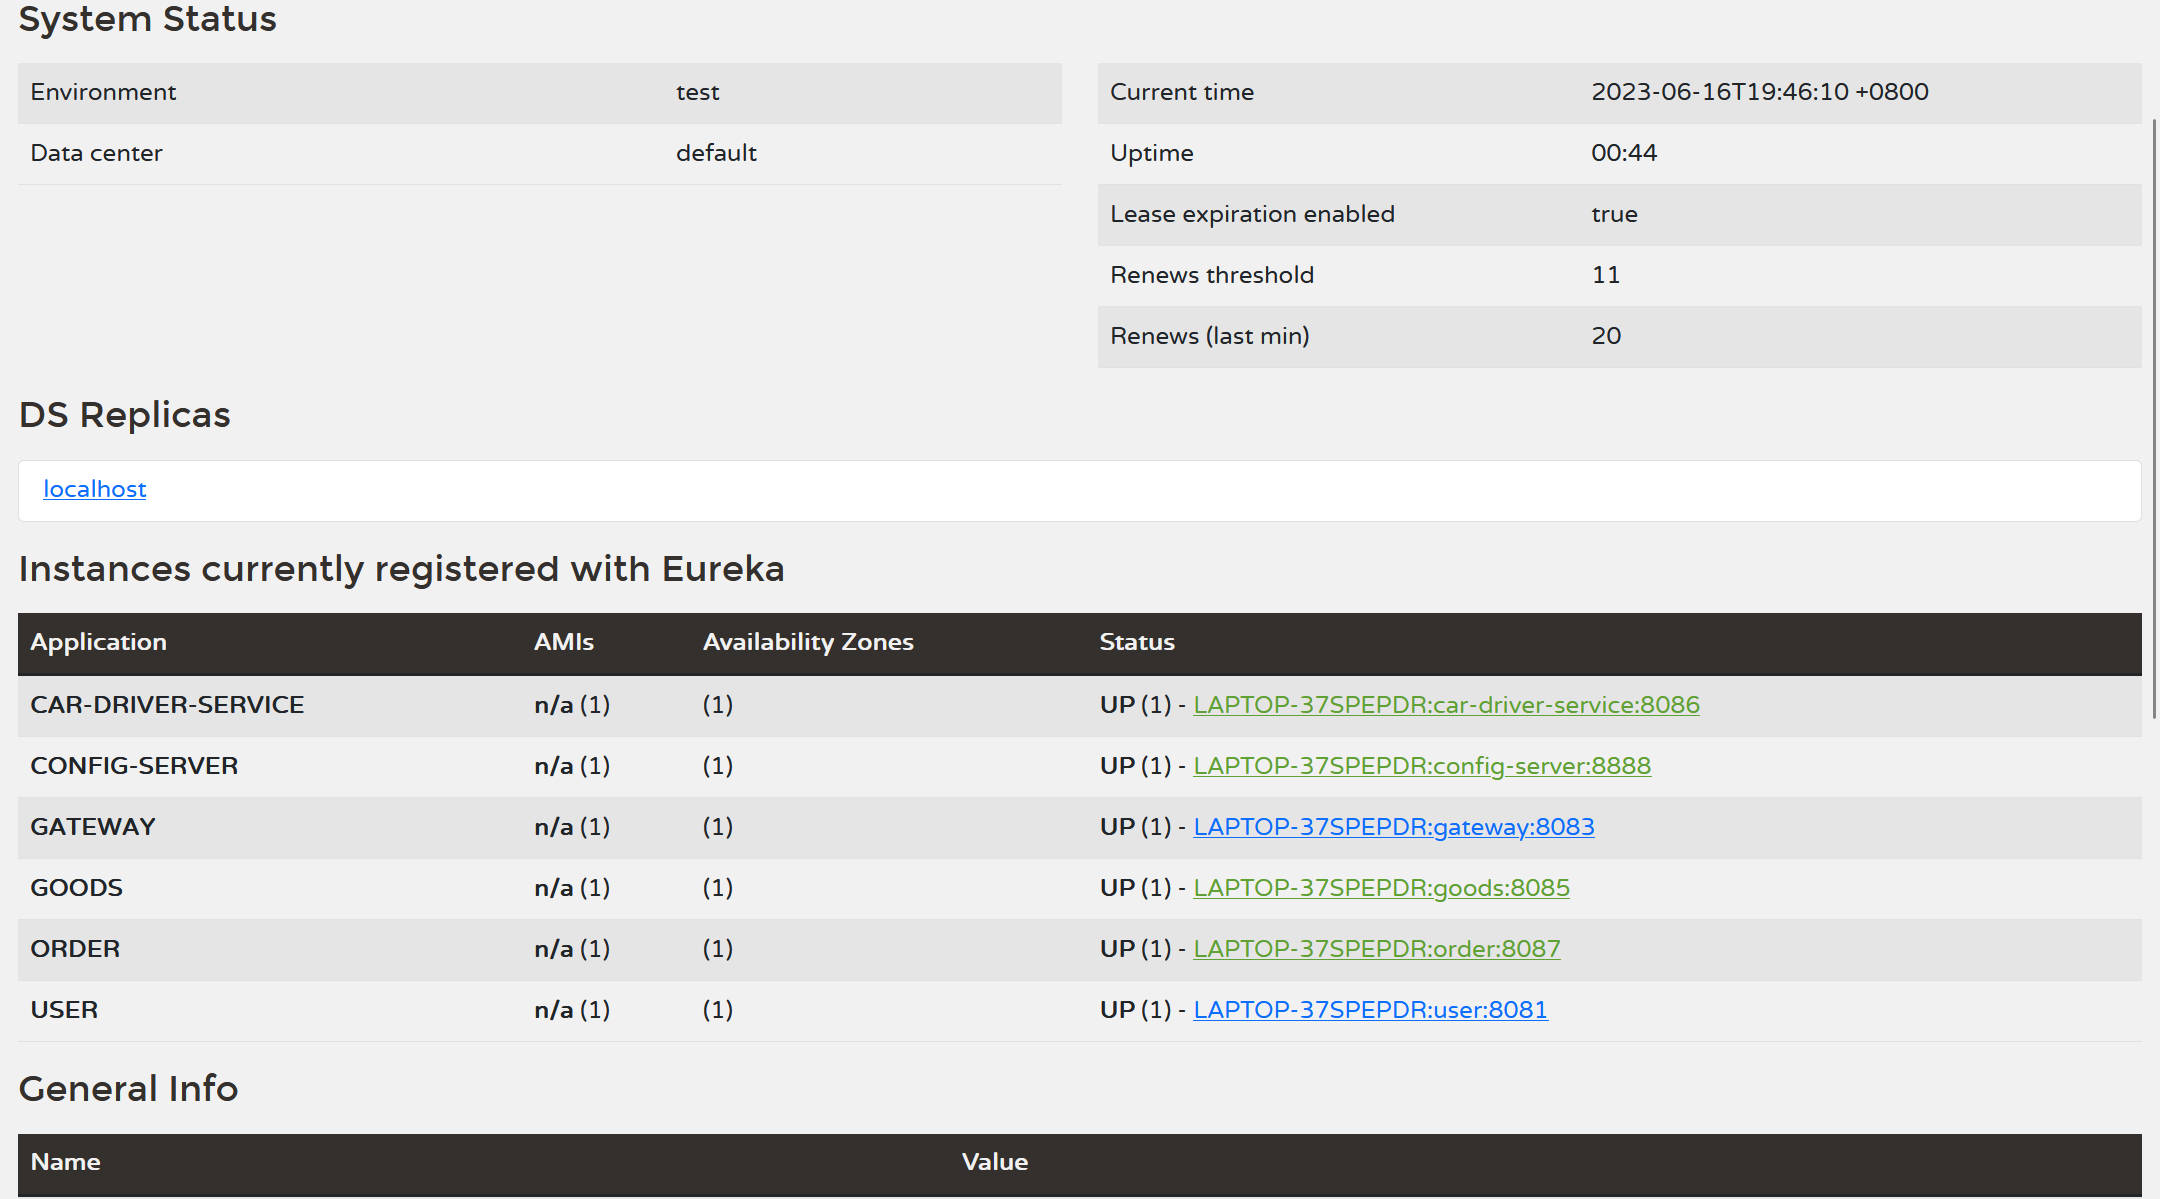 System Status
Environment test
Data center default
Current time 2023-06-16T19:46:10 +0800
Uptime 00:44
Lease expiration enabled true
Renews threshold 11
Renews (last min) 20
DS Replicas
localhost
Instances currently registered with Eureka
Application AMIs Availability Zones Status
CAR-DRIVER-SERVICE n/a (1) (1) UP (1) - LAPTOP-37SPEPDR:car-driver-service:8086
CONFIG-SERVER n/a (1) (1) UP (1) - LAPTOP-37SPEPDR:config-server:8888
GATEWAY n/a (1) (1) UP (1) - LAPTOP-37SPEPDR:gateway:8083
GOODS n/a (1) (1) UP (1) - LAPTOP-37SPEPDR:goods:8085
ORDER n/a (1) (1) UP (1) - LAPTOP-37SPEPDR:order:8087
USER n/a (1) (1) UP (1) - LAPTOP-37SPEPDR:user:8081
General Info
Name Value